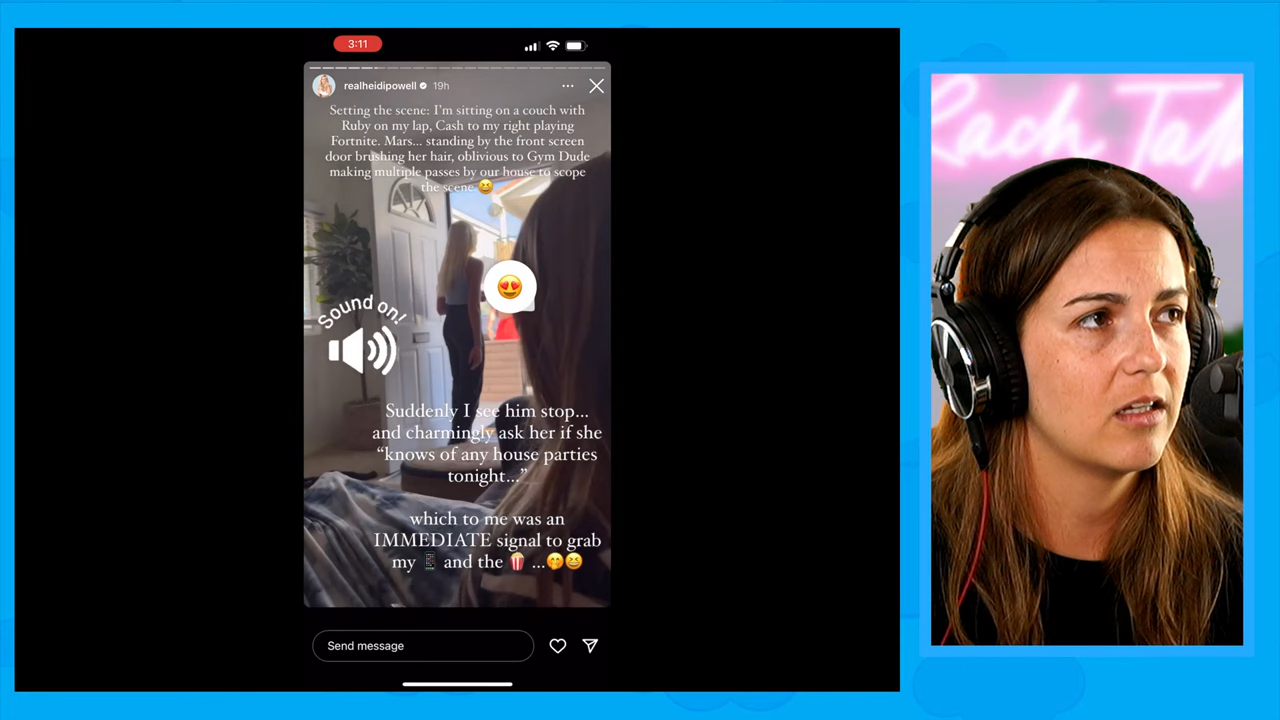 3:11
realheidipowell 19h
Setting the scene: I'm sitting on a couch with
Ruby on my lap, Cash to my right playing
Fortnite. Mars... standing by the front screen
door brushing her hair, oblivious to Gym Dude
making multiple passes by our house to scope
the scene 😆
😍
Sound on!
Suddenly I see him stop...
and charmingly ask her if she
“knows of any house parties
tonight...”
which to me was an
IMMEDIATE signal to grab
my 📱 and the 🍿 ...🤭😆
Send message
Rach Talk